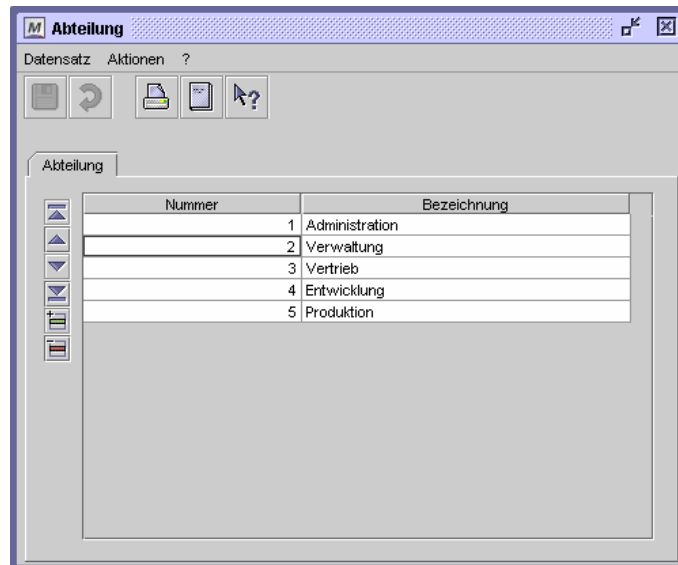 M Abteilung
Datensatz Aktionen ?
?
Abteilung
Nummer Bezeichnung
1 Administration
2 Verwaltung
3 Vertrieb
4 Entwicklung
5 Produktion